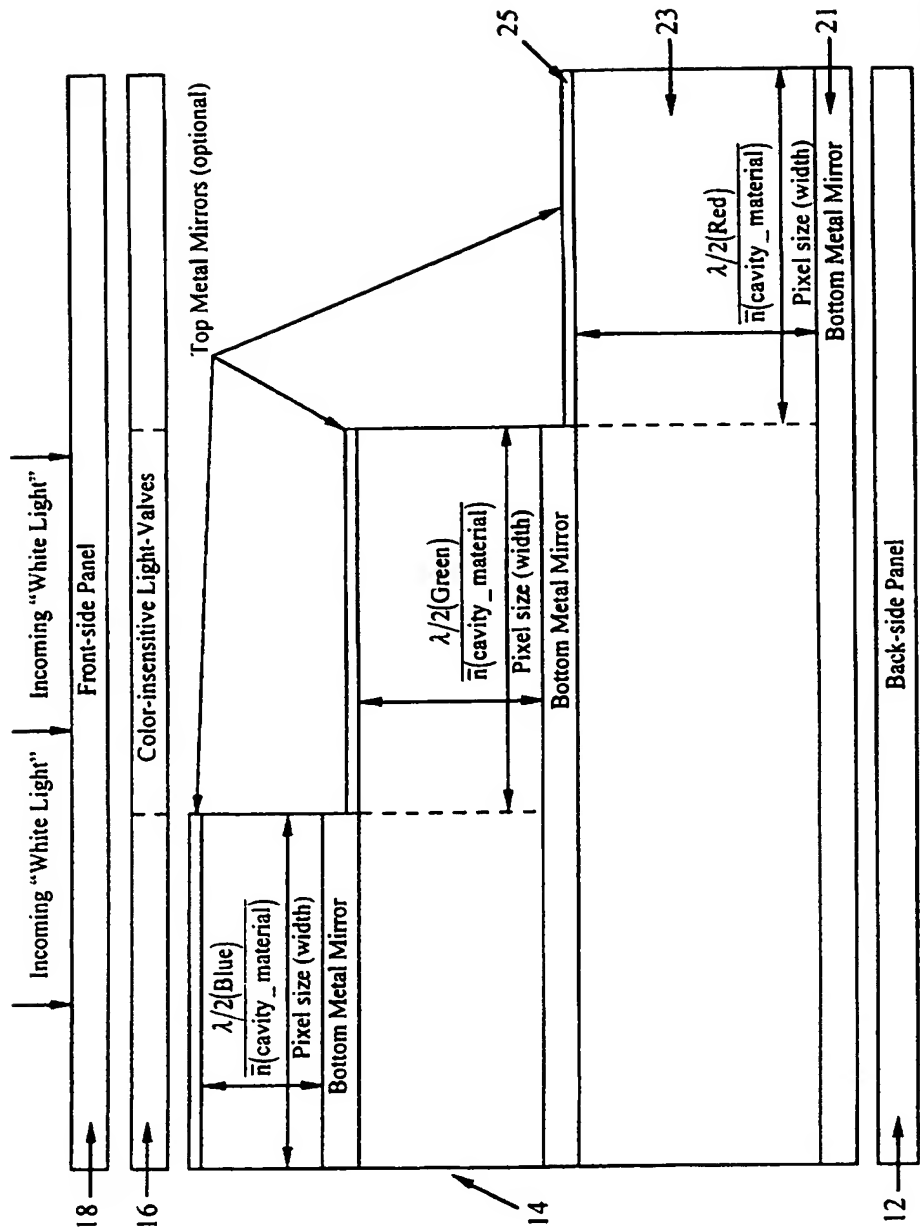 Incoming "White Light"
Incoming "White Light"
18
Front-side Panel
16
Color-insensitive Light-Valves
Top Metal Mirrors (optional)
λ/2(Blue)
n̅(cavity_material)
Pixel size (width)
Bottom Metal Mirror
λ/2(Green)
n̅(cavity_material)
Pixel size (width)
Bottom Metal Mirror
25
λ/2(Red)
n̅(cavity_material)
23
Pixel size (width)
Bottom Metal Mirror
21
14
12
Back-side Panel